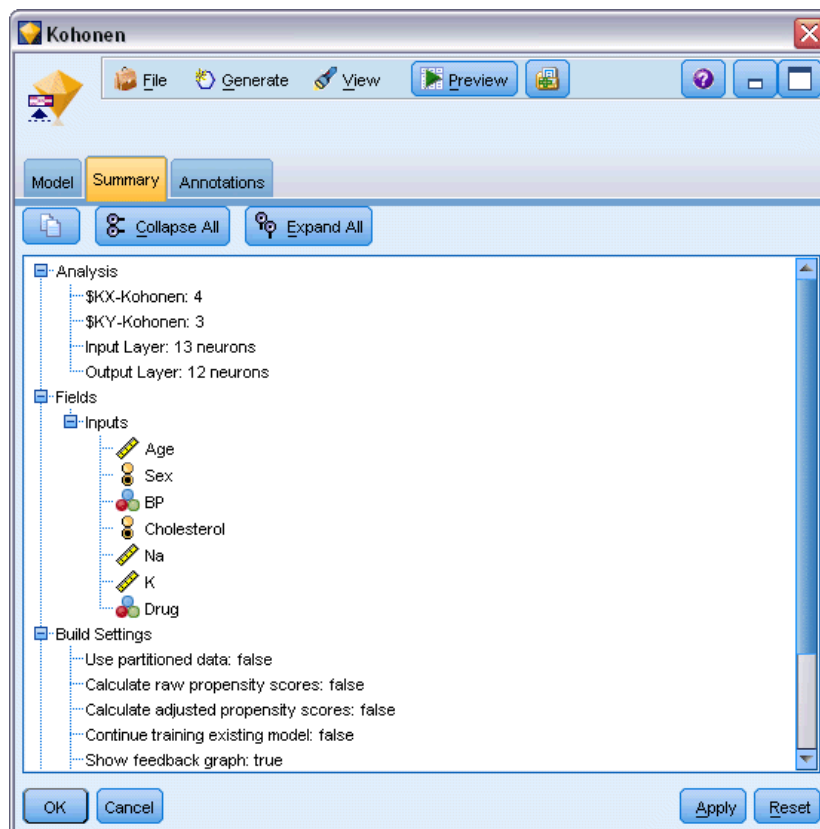 Kohonen
File Generate View Preview
Model Summary Annotations
Collapse All Expand All
Analysis
$KX-Kohonen: 4
$KY-Kohonen: 3
Input Layer: 13 neurons
Output Layer: 12 neurons
Fields
Inputs
Age
Sex
BP
Cholesterol
Na
K
Drug
Build Settings
Use partitioned data: false
Calculate raw propensity scores: false
Calculate adjusted propensity scores: false
Continue training existing model: false
Show feedback graph: true
OK Cancel Apply Reset